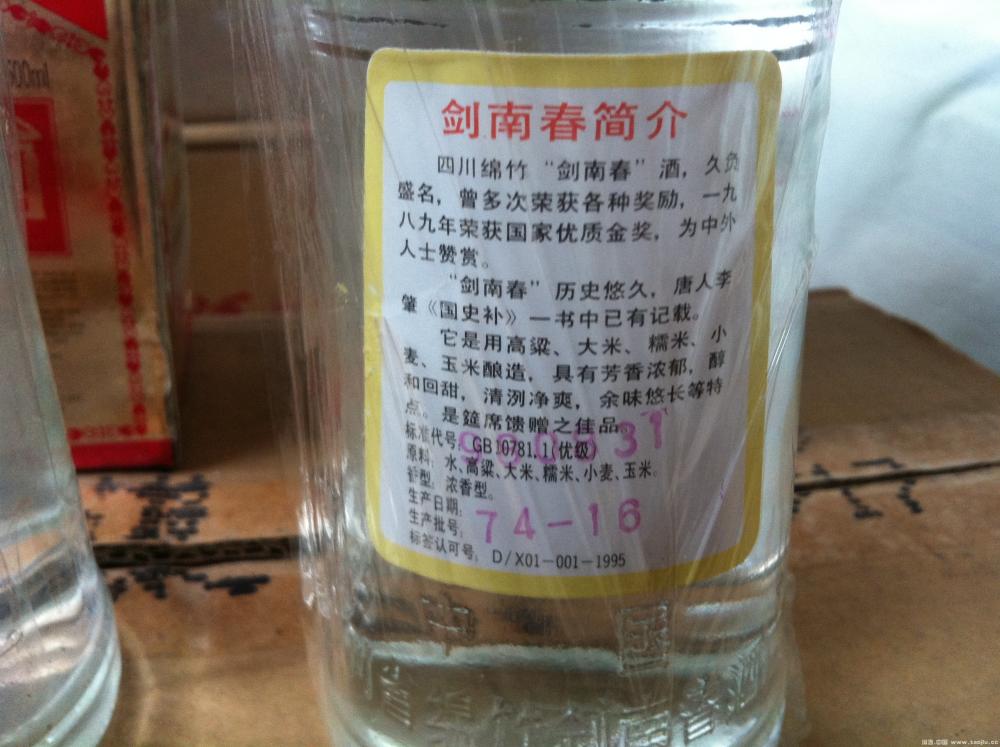 500ml
剑南春简介
四川绵竹“剑南春”酒，久负
盛名，曾多次荣获各种奖励，一九
八九年荣获国家优质金奖，为中外
人士赞赏。
“剑南春”历史悠久，唐人李
肇《国史补》一书中已有记载。
它是用高粱、大米、糯米、小
麦、玉米酿造，具有芳香浓郁，醇
和回甜，清洌净爽，余味悠长等特
点。是筵席馈赠之佳品。
标准代号：GB10781.1(优级)
原料：水、高粱、大米、糯米、小麦、玉米.
香型：浓香型。
生产日期：
生产批号：74-16
标签认可号：D/X01-001-1995
中国
www.taojiu.cc